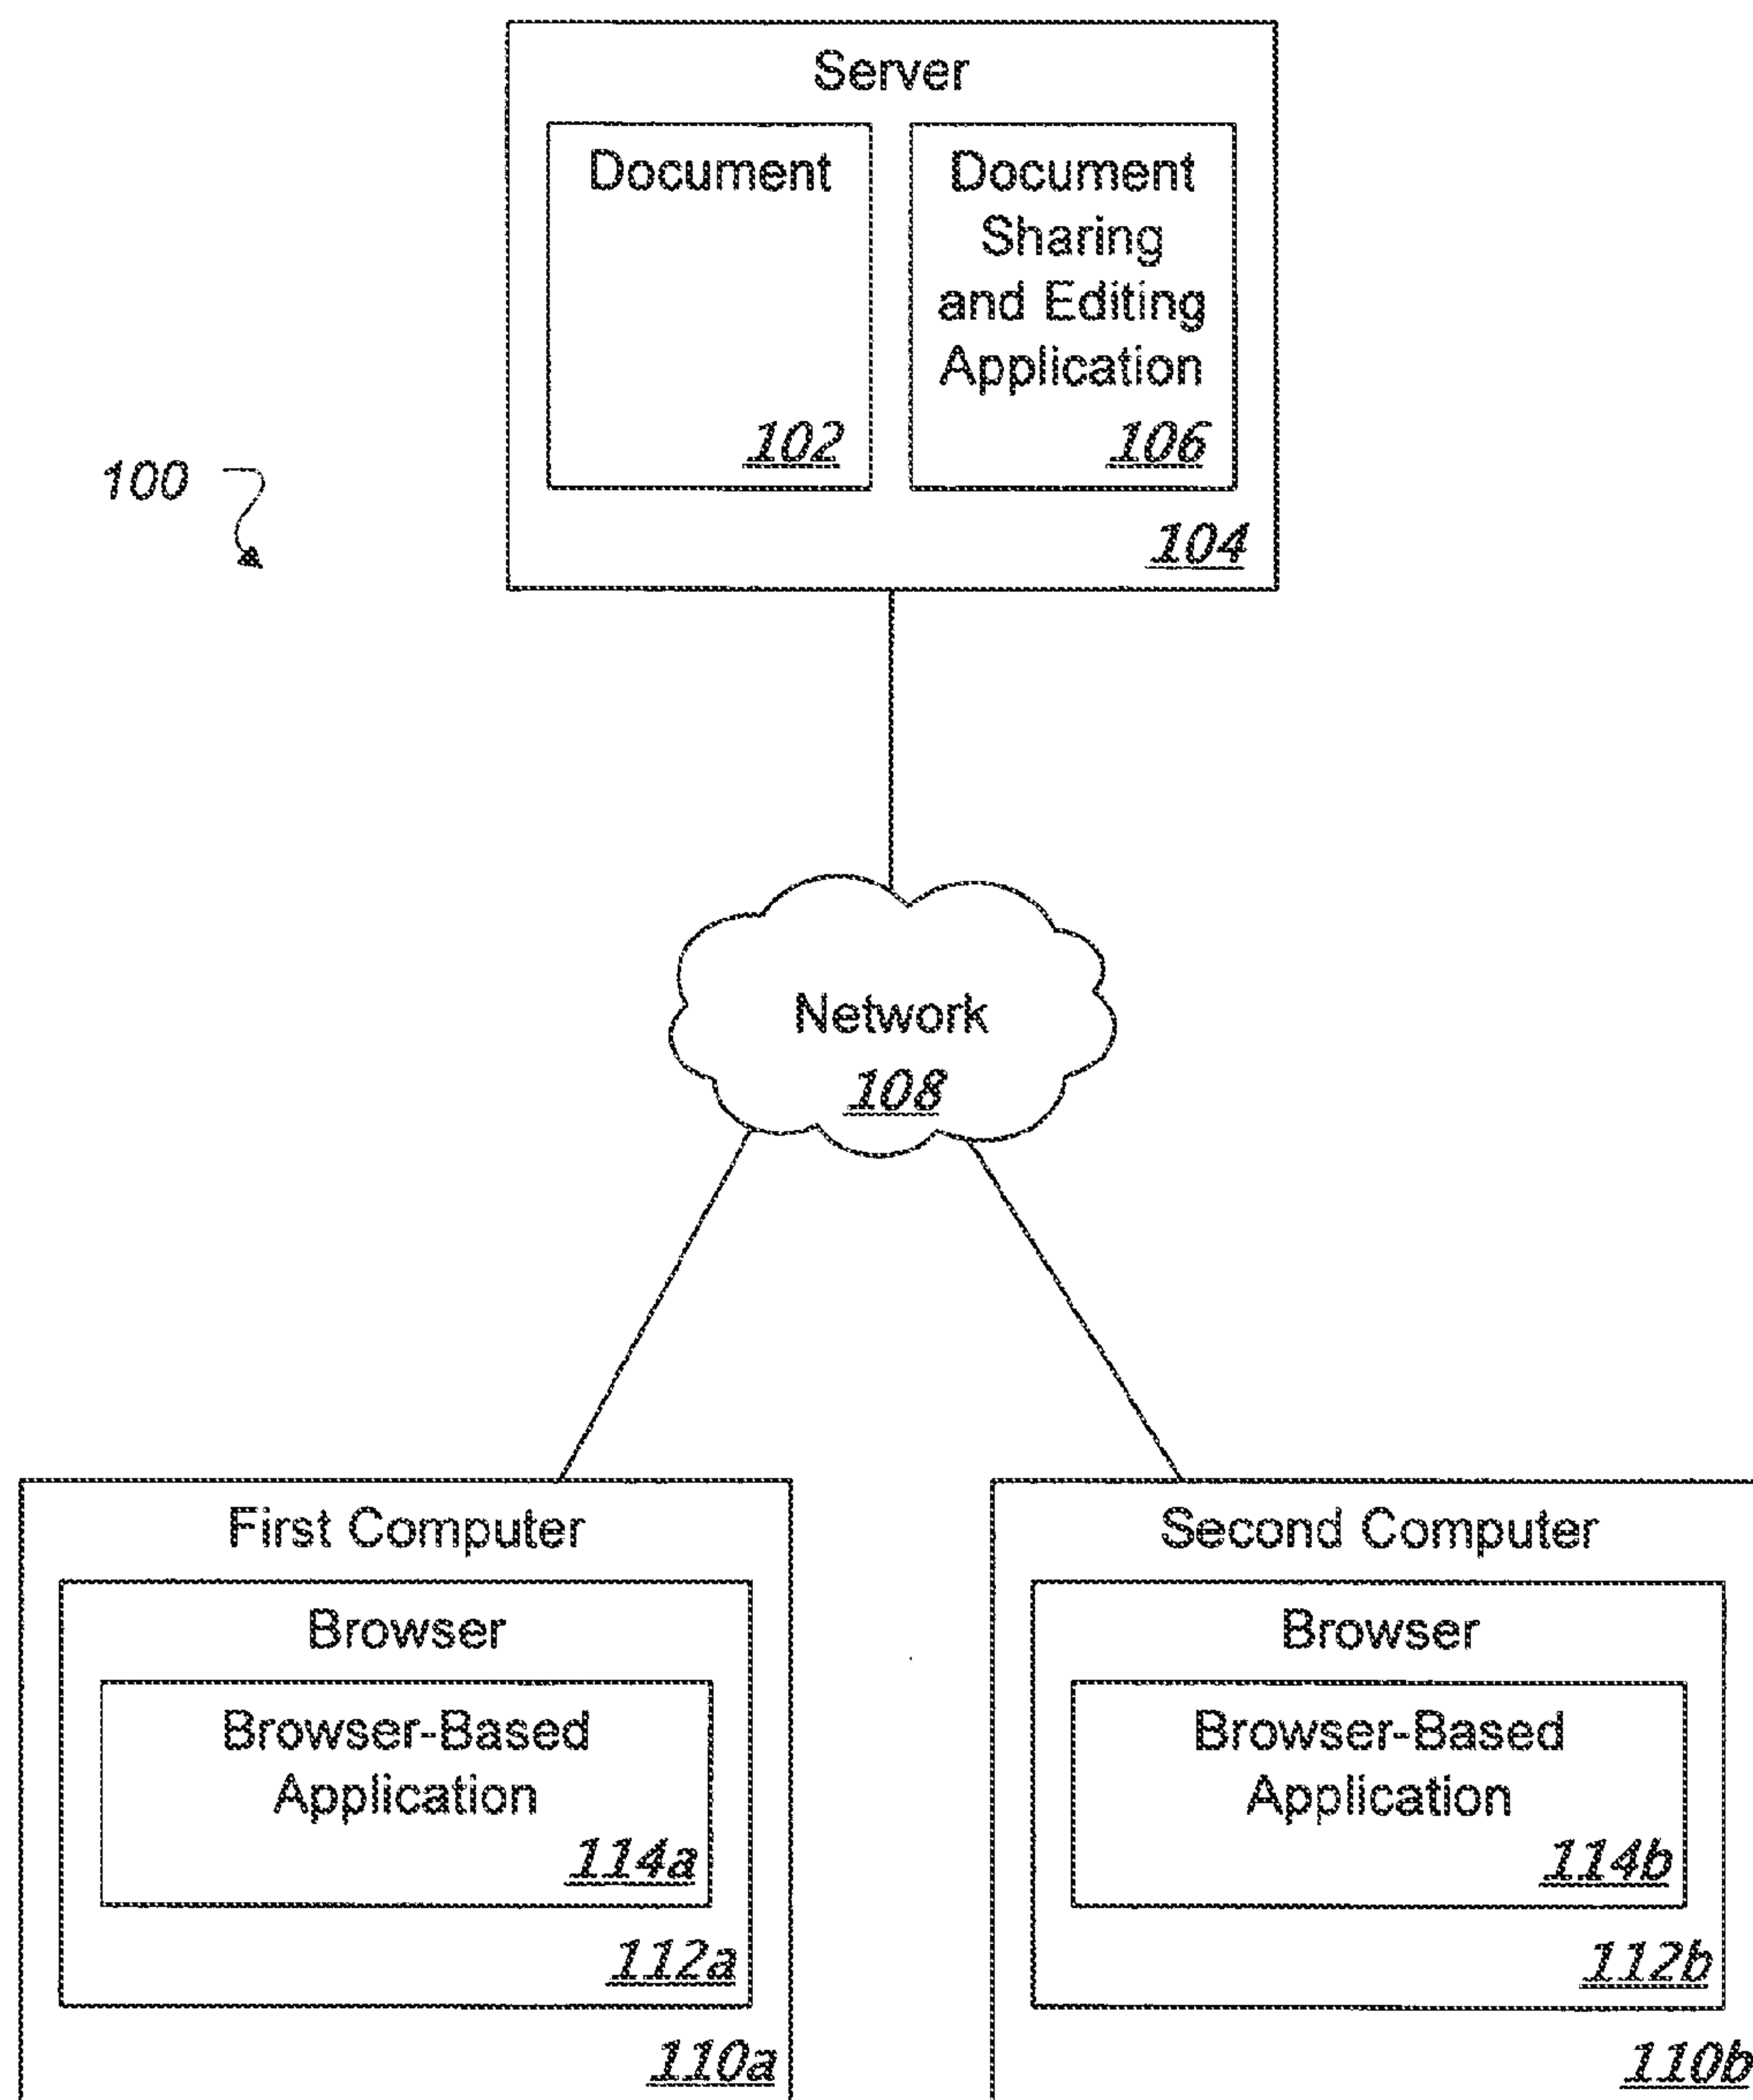 Server
Document
102
Document
Sharing
and Editing
Application
106
104
100
Network
108
First Computer
Browser
Browser-Based
Application
114a
112a
110a
Second Computer
Browser
Browser-Based
Application
114b
112b
110b